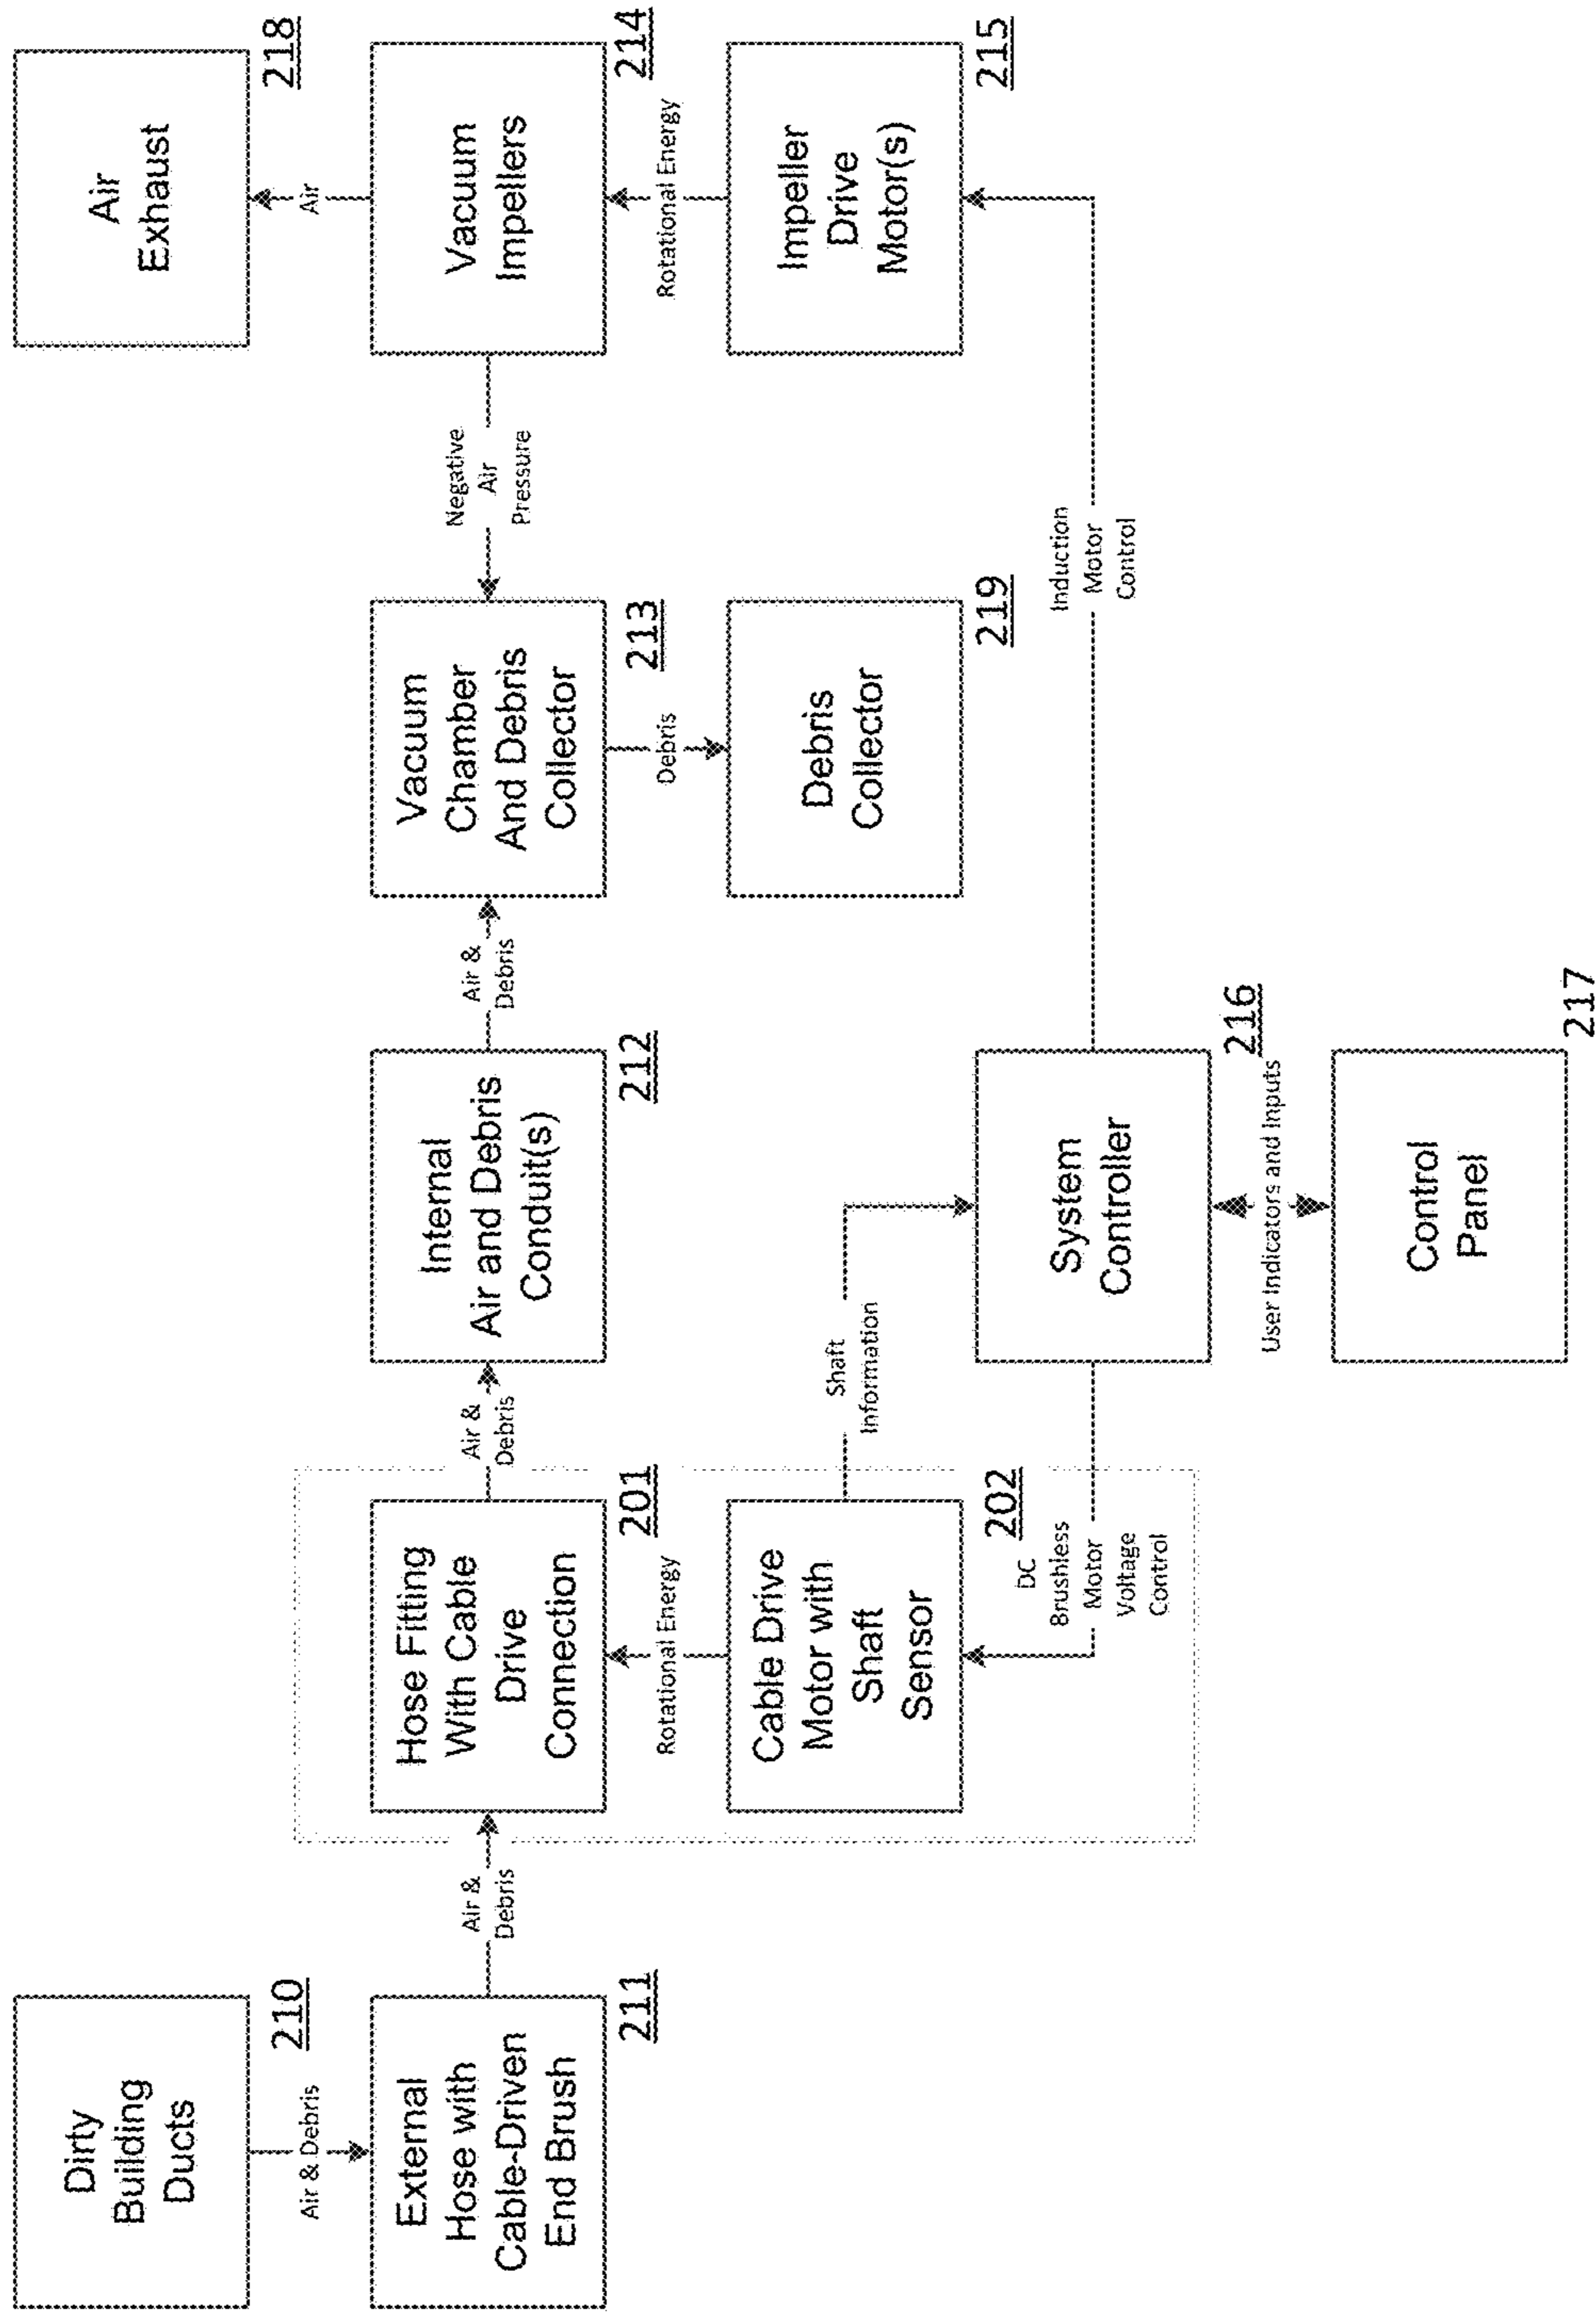 Dirty
Building
Ducts
210
Air & Debris
External
Hose with
Cable-Driven
End Brush
211
Air &
Debris
Hose Fitting
With Cable
Drive
Connection
201
Rotational Energy
Cable Drive
Motor with
Shaft
Sensor
202
DC
Brushless
Motor
Voltage
Control
Shaft
Information
Air &
Debris
Internal
Air and Debris
Conduit(s)
212
Air &
Debris
System
Controller
216
User Indicators and Inputs
Control
Panel
217
Vacuum
Chamber
And Debris
Collector
213
Debris
Debris
Collector
219
Negative
Air
Pressure
Induction
Motor
Control
Air
Exhaust
218
Air
Vacuum
Impellers
214
Rotational Energy
Impeller
Drive
Motor(s)
215